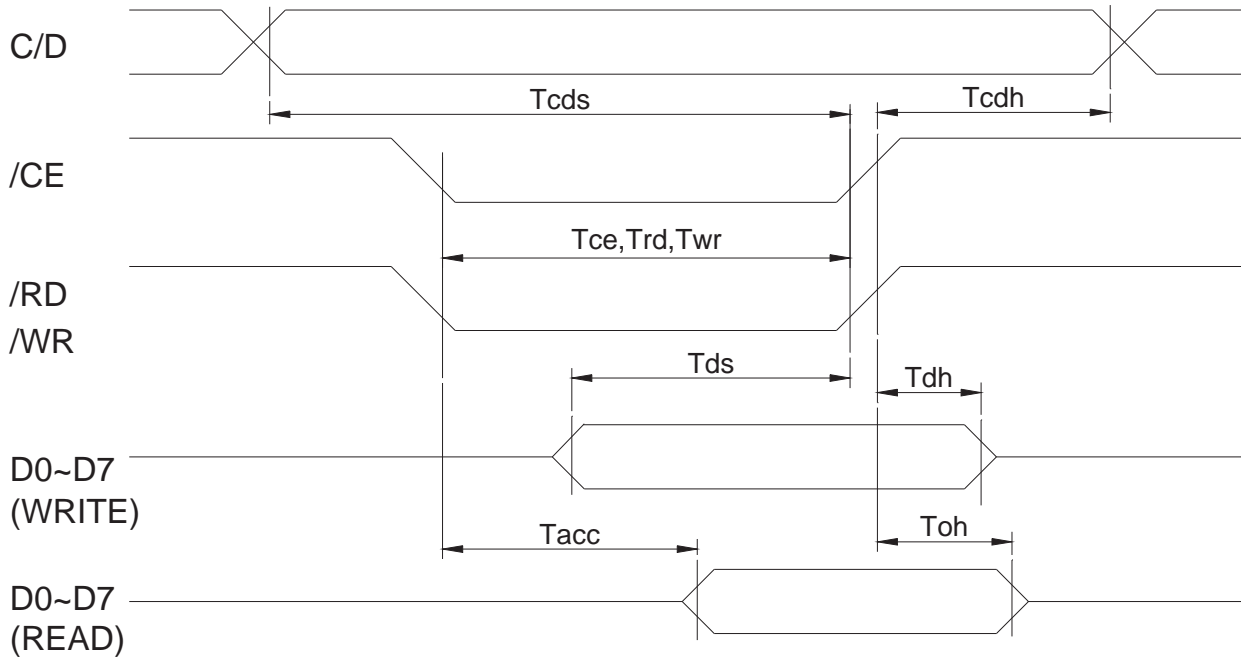 C/D
Tcds
Tcdh
/CE
Tce,Trd,Twr
/RD
/WR
Tds
Tdh
D0~D7
(WRITE)
Tacc
Toh
D0~D7
(READ)